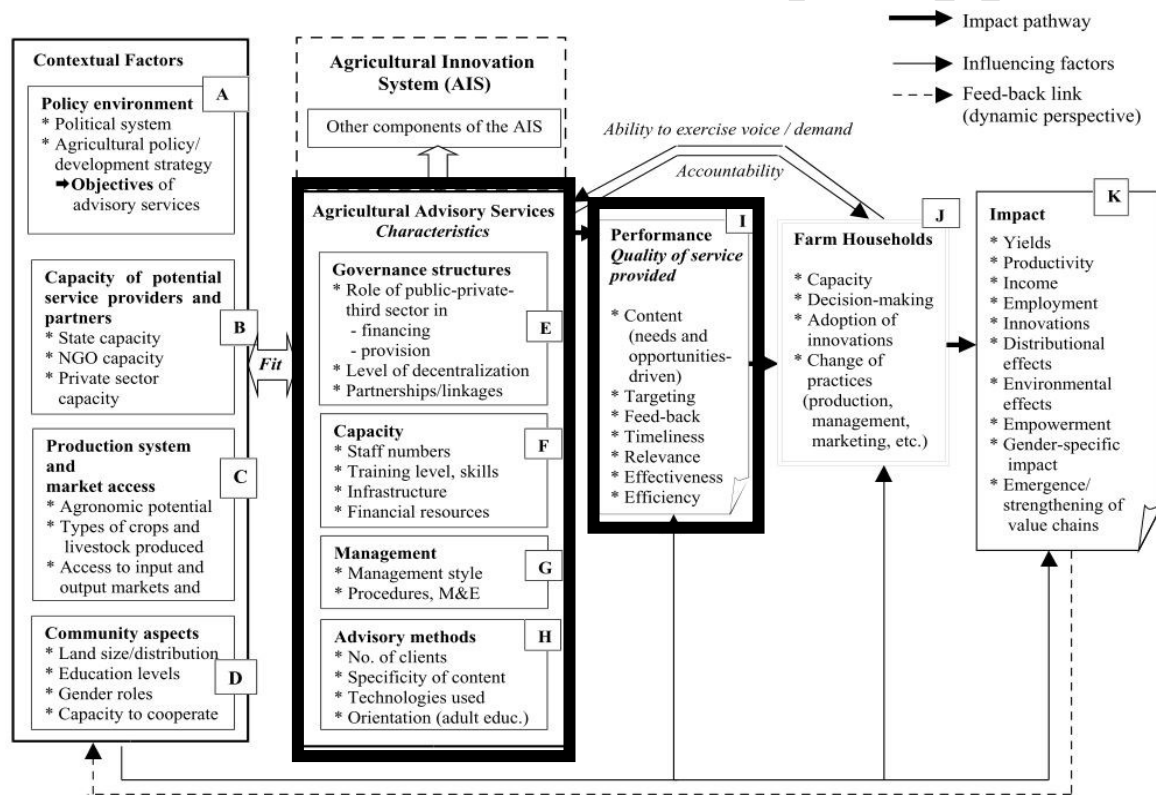 Impact pathway
Influencing factors
Feed-back link
(dynamic perspective)
Contextual Factors
A
Policy environment
* Political system
* Agricultural policy/
development strategy
➡Objectives of
advisory services
Capacity of potential
service providers and
partners
B
* State capacity
* NGO capacity
* Private sector
capacity
Production system
and
market access
C
* Agronomic potential
* Types of crops and
livestock produced
* Access to input and
output markets and
Community aspects
* Land size/distribution
* Education levels
D
* Gender roles
* Capacity to cooperate
Fit
Agricultural Innovation
System (AIS)
Other components of the AIS
Agricultural Advisory Services
Characteristics
Governance structures
* Role of public-private-
third sector in
E
- financing
- provision
* Level of decentralization
* Partnerships/linkages
Capacity
F
* Staff numbers
* Training level, skills
* Infrastructure
* Financial resources
Management
* Management style
G
* Procedures, M&E
Advisory methods
H
* No. of clients
* Specificity of content
* Technologies used
* Orientation (adult educ.)
Ability to exercise voice / demand
Accountability
I
Performance
Quality of service
provided
* Content
(needs and
opportunities-
driven)
* Targeting
* Feed-back
* Timeliness
* Relevance
* Effectiveness
* Efficiency
J
Farm Households
* Capacity
* Decision-making
* Adoption of
innovations
* Change of
practices
(production,
management,
marketing, etc.)
K
Impact
* Yields
* Productivity
* Income
* Employment
* Innovations
* Distributional
effects
* Environmental
effects
* Empowerment
* Gender-specific
impact
* Emergence/
strengthening of
value chains